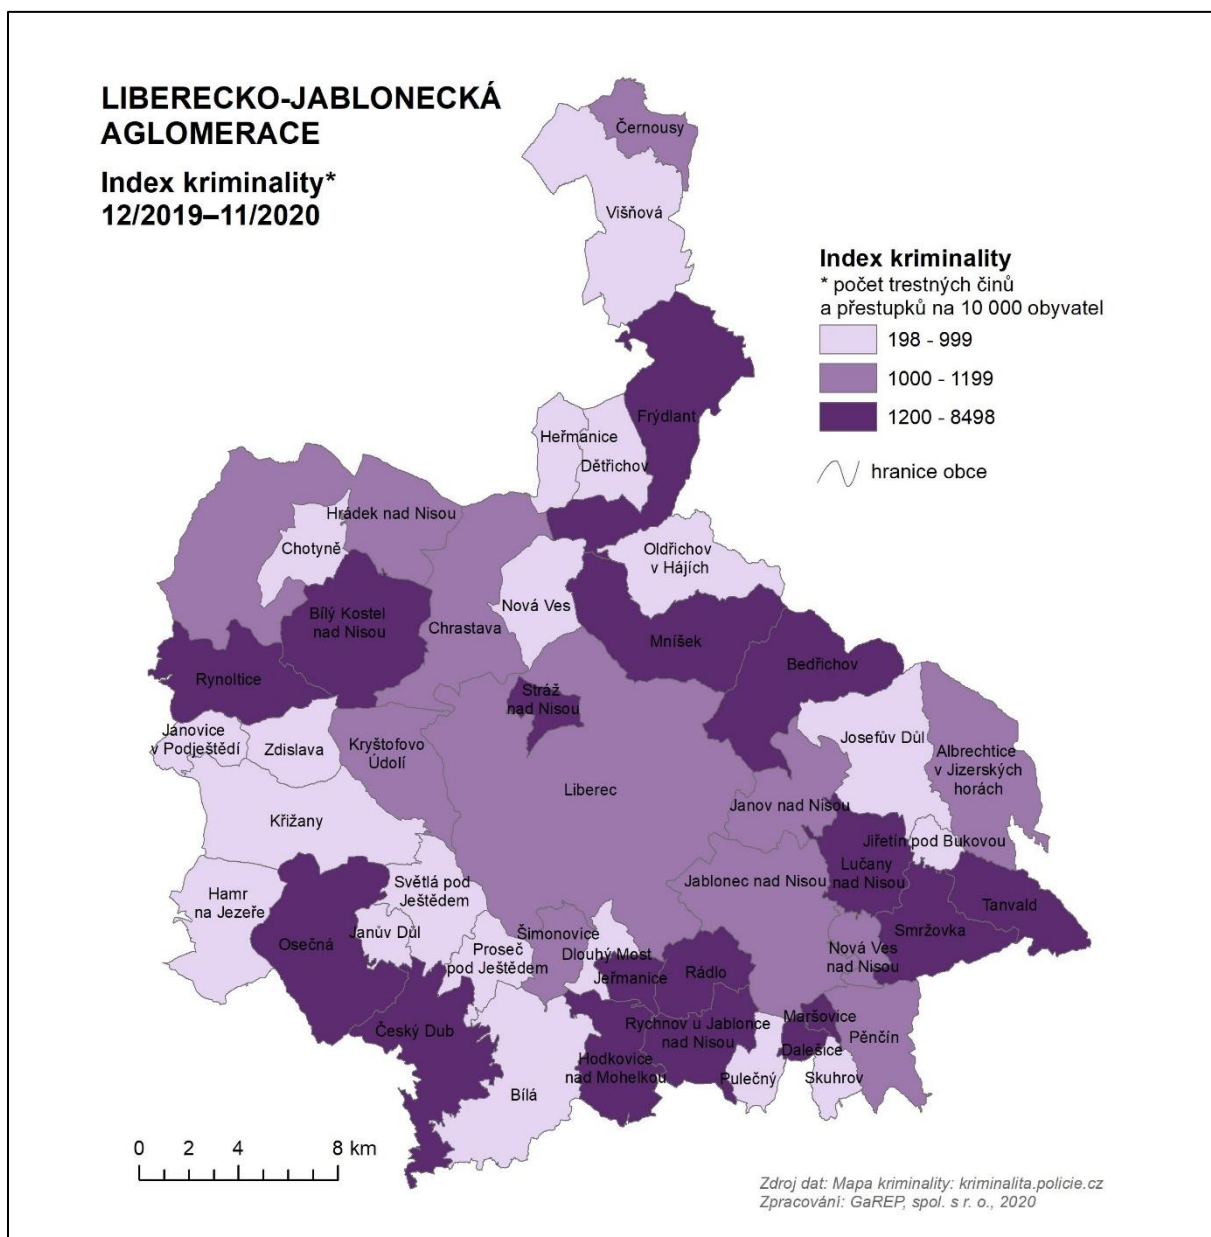 LIBERECKO-JABLONECKÁ
AGLOMERACE
Index kriminality*
12/2019–11/2020
Index kriminality
* počet trestných činů
a přestupků na 10 000 obyvatel
198 - 999
1000 - 1199
1200 - 8498
hranice obce
Černousy
Višňová
Frýdlant
Heřmanice
Dětřichov
Hrádek nad Nisou
Chotyně
Oldřichov
v Hájích
Nová Ves
Bílý Kostel
nad Nisou
Chrastava
Mníšek
Bedřichov
Rynoltice
Stráž
nad Nisou
Jánovice
v Podještědí
Zdislava
Kryštofovo
Údolí
Josefův Důl
Albrechtice
v Jizerských
horách
Liberec
Janov nad Nisou
Křižany
Jiřetín pod Bukovou
Lučany
nad Nisou
Jablonec nad Nisou
Hamr
na Jezeře
Světlá pod
Ještědem
Tanvald
Smržovka
Osečná
Janův Důl
Šimonovice
Proseč
pod Ještědem
Dlouhý Most
Nová Ves
nad Nisou
Jeřmanice
Rádlo
Český Dub
Rychnov u Jablonce
nad Nisou
Maršovice
Dalešice
Pěnčín
Hodkovice
nad Mohelkou
Pulečný
Skuhrov
Bílá
0 2 4 8 km
Zdroj dat: Mapa kriminality: kriminalita.policie.cz
Zpracování: GaREP, spol. s r. o., 2020